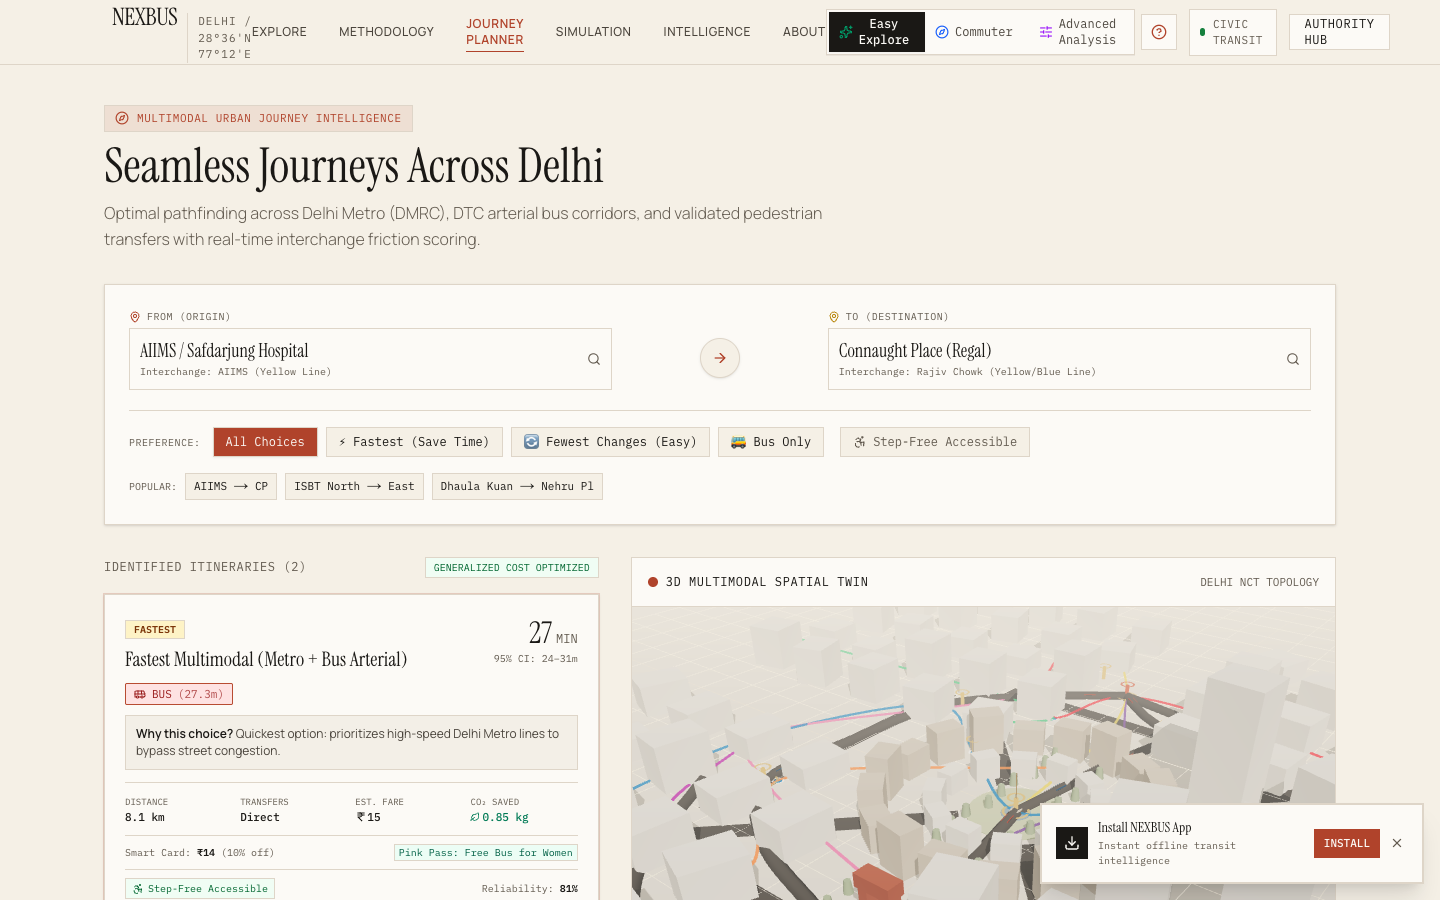 NEXBUS
DELHI /
28°36'N
77°12'E
EXPLORE
METHODOLOGY
JOURNEY
PLANNER
SIMULATION
INTELLIGENCE
ABOUT
Easy
Explore
Commuter
Advanced
Analysis
CIVIC
TRANSIT
AUTHORITY
HUB
MULTIMODAL URBAN JOURNEY INTELLIGENCE
Seamless Journeys Across Delhi
Optimal pathfinding across Delhi Metro (DMRC), DTC arterial bus corridors, and validated pedestrian
transfers with real-time interchange friction scoring.
FROM (ORIGIN)
AIIMS / Safdarjung Hospital
Interchange: AIIMS (Yellow Line)
TO (DESTINATION)
Connaught Place (Regal)
Interchange: Rajiv Chowk (Yellow/Blue Line)
PREFERENCE:
All Choices
⚡ Fastest (Save Time)
🔄 Fewest Changes (Easy)
🚌 Bus Only
Step-Free Accessible
POPULAR:
AIIMS → CP
ISBT North → East
Dhaula Kuan → Nehru Pl
IDENTIFIED ITINERARIES (2)
GENERALIZED COST OPTIMIZED
FASTEST
27 MIN
Fastest Multimodal (Metro + Bus Arterial)
95% CI: 24–31m
BUS (27.3m)
Why this choice? Quickest option: prioritizes high-speed Delhi Metro lines to
bypass street congestion.
DISTANCE
8.1 km
TRANSFERS
Direct
EST. FARE
₹15
CO₂ SAVED
0.85 kg
Smart Card: ₹14 (10% off)
Pink Pass: Free Bus for Women
Step-Free Accessible
Reliability: 81%
3D MULTIMODAL SPATIAL TWIN
DELHI NCT TOPOLOGY
Install NEXBUS App
Instant offline transit
intelligence
INSTALL